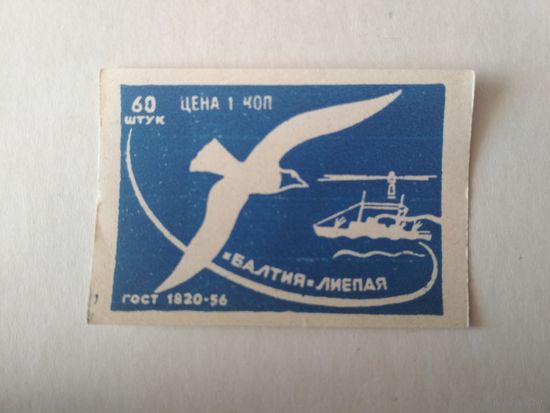 60 ЦЕНА 1 КОП
ШТУК
"БАЛТИЯ" ЛИЕПАЯ
ГОСТ 1820-56